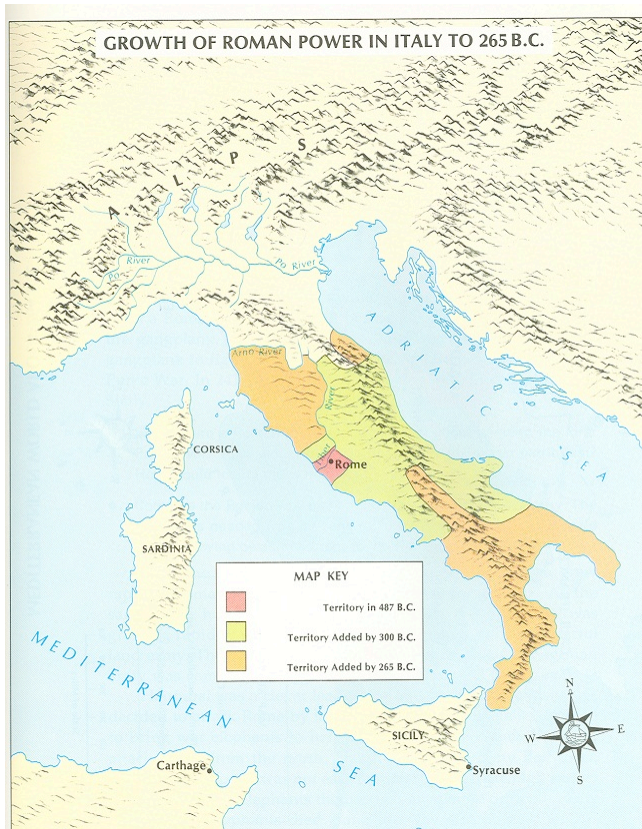 GROWTH OF ROMAN POWER IN ITALY TO 265 B.C.
ALPS
Po River
Po River
Arno River
ADRIATIC
SEA
CORSICA
Rome
SARDINIA
MAP KEY
Territory in 487 B.C.
Territory Added by 300 B.C.
Territory Added by 265 B.C.
MEDITERRANEAN
SEA
SICILY
Carthage
Syracuse
N
W
E
S